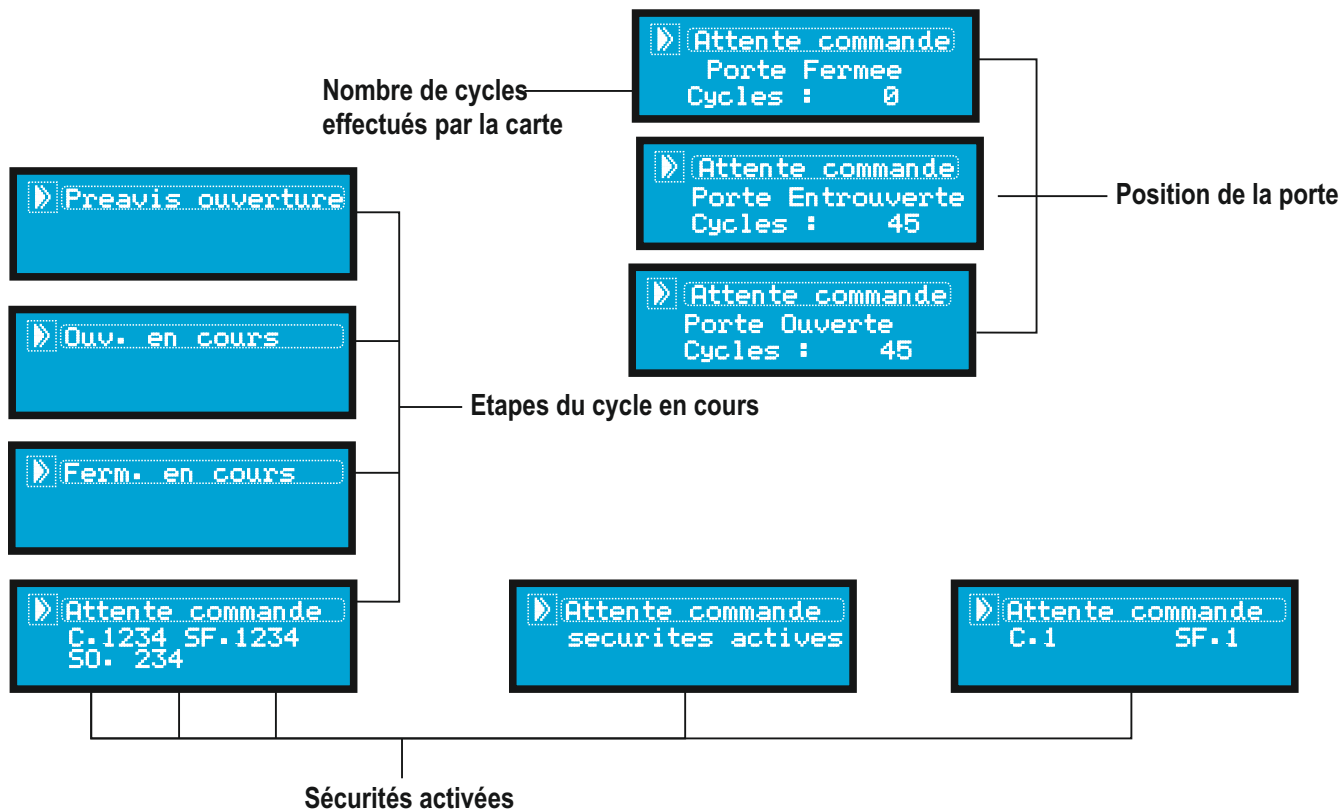 Attente commande
Porte Fermee
Cycles : 0
Nombre de cycles
effectués par la carte
Attente commande
Porte Entrouverte
Cycles : 45
Position de la porte
Preavis ouverture
Attente commande
Porte Ouverte
Cycles : 45
Ouv. en cours
Etapes du cycle en cours
Ferm. en cours
Attente commande
C.1234 SF.1234
SO. 234
Attente commande
securites actives
Attente commande
C.1 SF.1
Sécurités activées